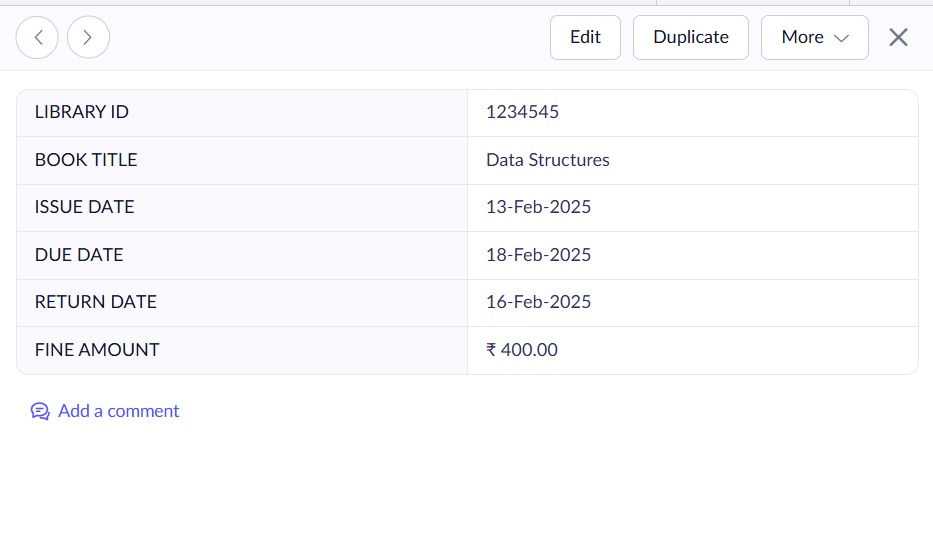 Edit
Duplicate
More
LIBRARY ID 1234545
BOOK TITLE Data Structures
ISSUE DATE 13-Feb-2025
DUE DATE 18-Feb-2025
RETURN DATE 16-Feb-2025
FINE AMOUNT ₹ 400.00
Add a comment